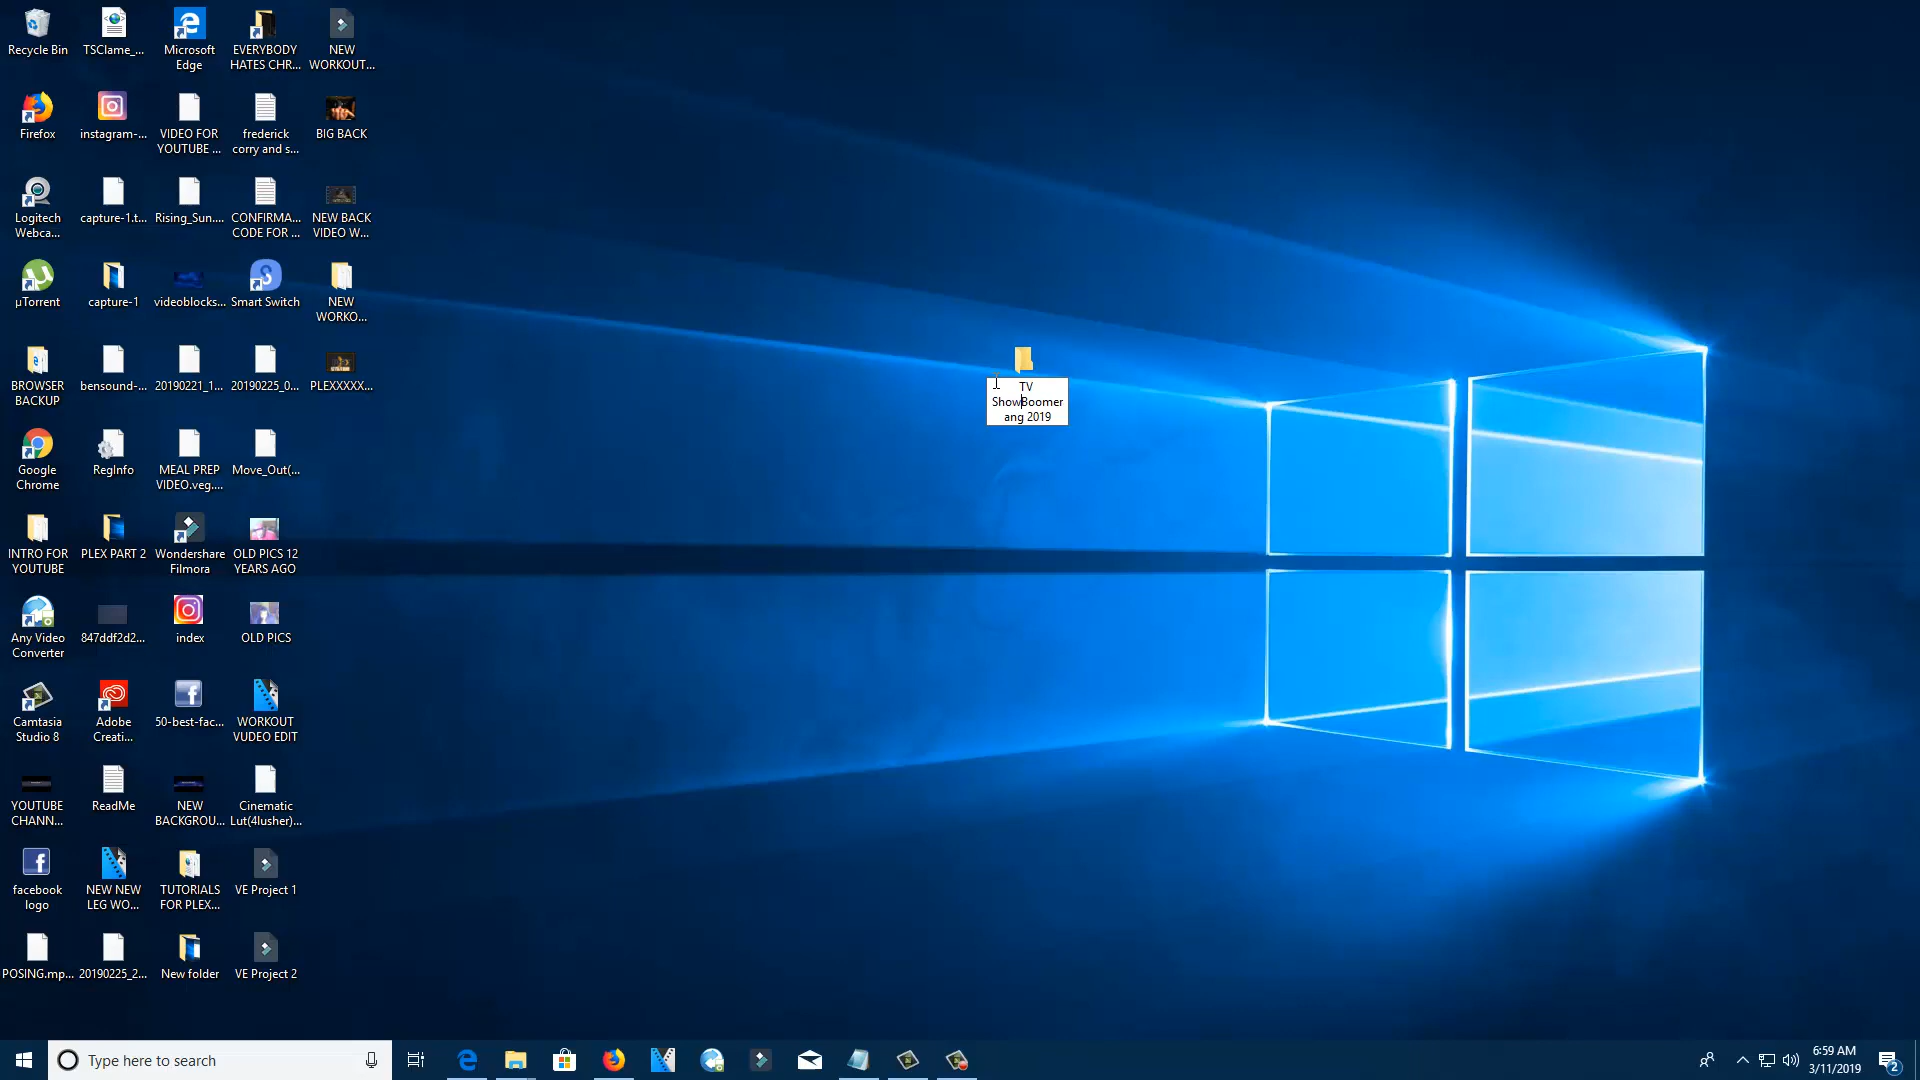 Recycle Bin
TSClame_...
Microsoft
Edge
EVERYBODY
HATES CHR...
NEW
WORKOUT...
Firefox
instagram-...
VIDEO FOR
YOUTUBE ...
frederick
corry and s...
BIG BACK
Logitech
Webca...
capture-1.t...
Rising_Sun....
CONFIRMA...
CODE FOR ...
NEW BACK
VIDEO W...
µTorrent
capture-1
videoblocks...
Smart Switch
NEW
WORKO...
BROWSER
BACKUP
bensound-...
20190221_1...
20190225_0...
PLEXXXXX...
TV
ShowBoomer
ang 2019
Google
Chrome
RegInfo
MEAL PREP
VIDEO.veg....
Move_Out(...
INTRO FOR
YOUTUBE
PLEX PART 2
Wondershare
Filmora
OLD PICS 12
YEARS AGO
Any Video
Converter
847ddf2d2...
index
OLD PICS
Camtasia
Studio 8
Adobe
Creati...
50-best-fac...
WORKOUT
VUDEO EDIT
YOUTUBE
CHANN...
ReadMe
NEW
BACKGROU...
Cinematic
Lut(4lusher)...
facebook
logo
NEW NEW
LEG WO...
TUTORIALS
FOR PLEX...
VE Project 1
POSING.mp...
20190225_2...
New folder
VE Project 2
Type here to search
6:59 AM
3/11/2019
2